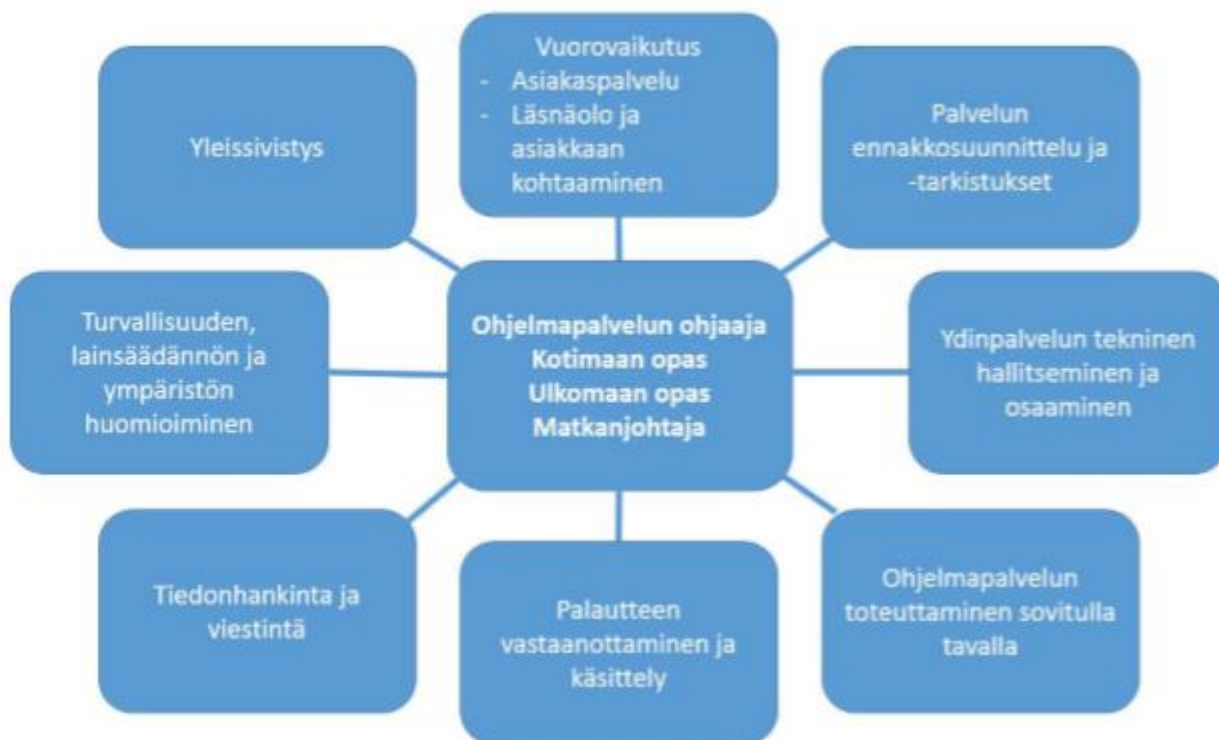 Vuorovaikutus
- Asiakaspalvelu
- Läsnäolo ja
asiakkaan
kohtaaminen
Yleissivistys
Palvelun
ennakkosuunnittelu ja
-tarkistukset
Turvallisuuden,
lainsäädännön ja
ympäristön
huomioiminen
Ohjelmapalvelun ohjaaja
Kotimaan opas
Ulkomaan opas
Matkanjohtaja
Ydinpalvelun tekninen
hallitseminen ja
osaaminen
Tiedonhankinta ja
viestintä
Palautteen
vastaanottaminen ja
käsittely
Ohjelmapalvelun
toteuttaminen sovitulla
tavalla